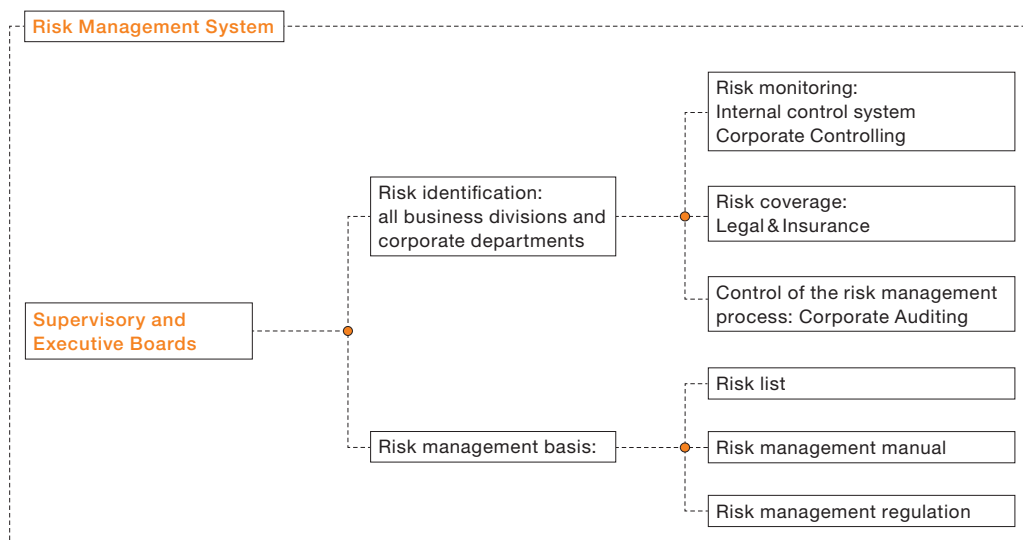 Risk Management System
Risk monitoring:
Internal control system
Corporate Controlling
Risk identification:
all business divisions and
corporate departments
Risk coverage:
Legal & Insurance
Control of the risk management
process: Corporate Auditing
Supervisory and
Executive Boards
Risk list
Risk management basis:
Risk management manual
Risk management regulation